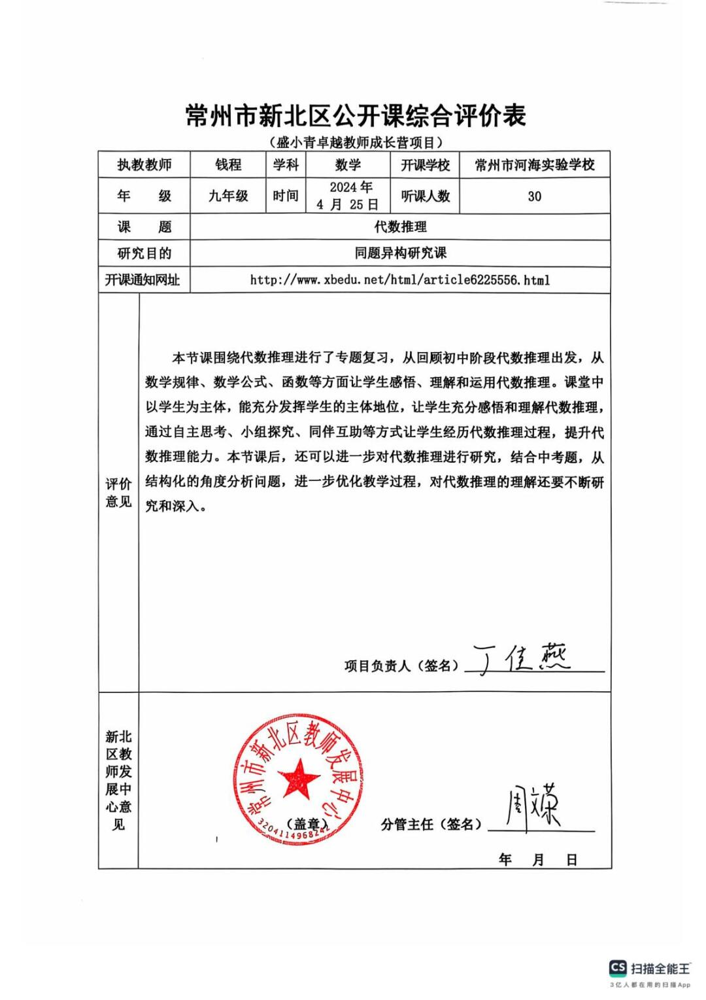 常州市新北区公开课综合评价表
（盛小青卓越教师成长营项目）
执教教师 钱程 学科 数学 开课学校 常州市河海实验学校
年 级 九年级 时间 2024 年 4 月 25 日 听课人数 30
课 题 代数推理
研究目的 同题异构研究课
开课通知网址 http://www.xbedu.net/html/article6225556.html
评价意见
本节课围绕代数推理进行了专题复习，从回顾初中阶段代数推理出发，从
数学规律、数学公式、函数等方面让学生感悟、理解和运用代数推理。课堂中
以学生为主体，能充分发挥学生的主体地位，让学生充分感悟和理解代数推理，
通过自主思考、小组探究、同伴互助等方式让学生经历代数推理过程，提升代
数推理能力。本节课后，还可以进一步对代数推理进行研究，结合中考题，从
结构化的角度分析问题，进一步优化教学过程，对代数推理的理解还要不断研
究和深入。
项目负责人（签名） 丁佳燕
新北区教师发展中心意见
常州市新北区教师发展中心
（盖章）
3204114968242
分管主任（签名）
年 月 日
CS 扫描全能王
3亿人都在用的扫描App